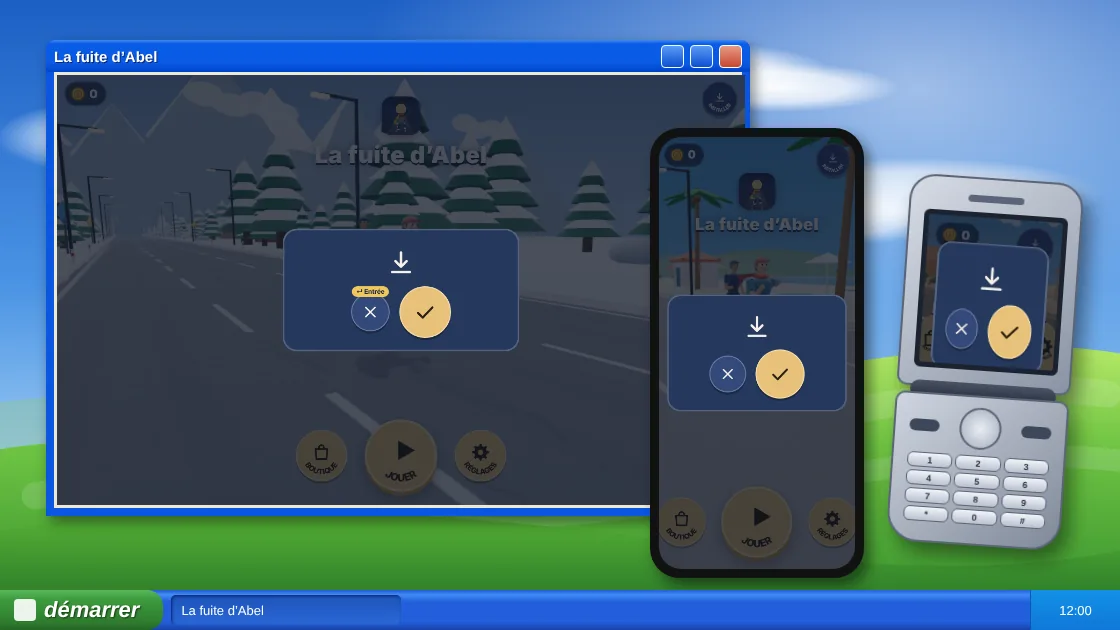 La fuite d’Abel
0
INSTALLER
La fuite d’Abel
↵ Entrée
BOUTIQUE
JOUER
RÉGLAGES
0
La fuite d’Abel
BOUTIQUE
JOUER
RÉGLAGES
0
1 2 3
4 5 6
7 8 9
* 0 #
démarrer
La fuite d’Abel
12:00